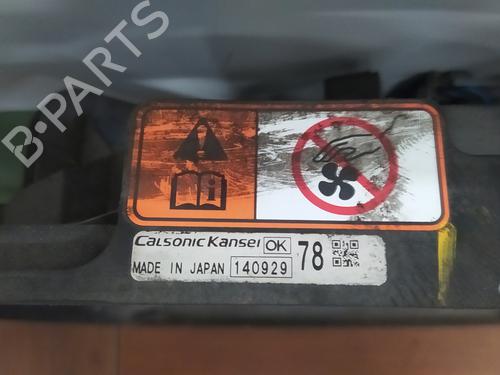 B-PARTS
Calsonic Kansei OK 78
MADE IN JAPAN 140929